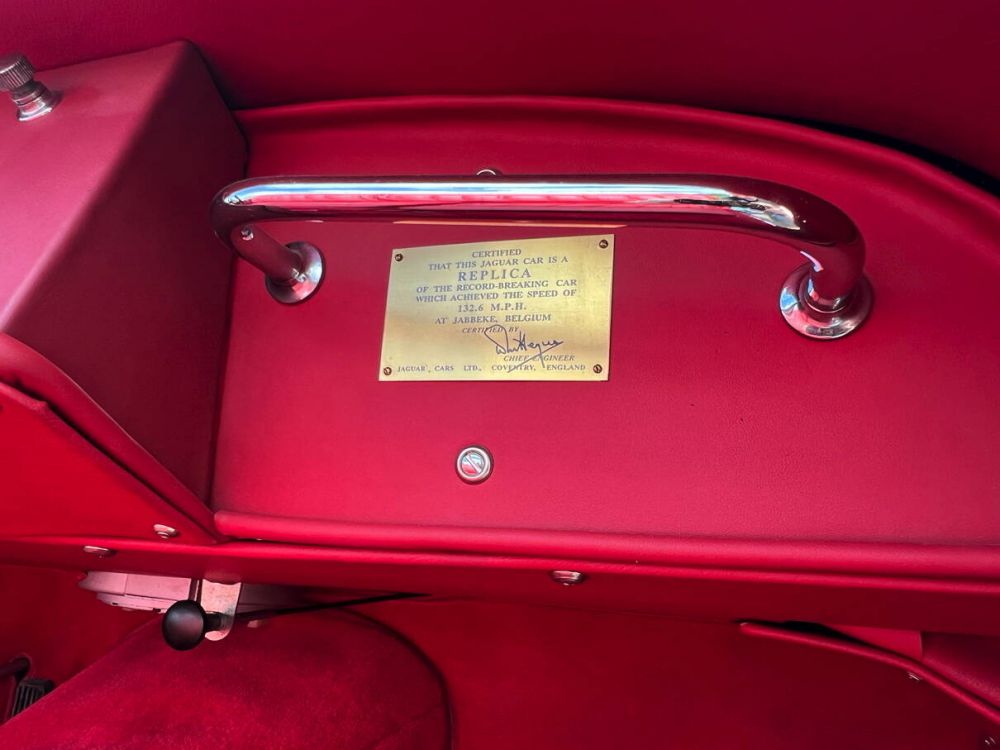 CERTIFIED
THAT THIS JAGUAR CAR IS A
REPLICA
OF THE RECORD-BREAKING CAR
WHICH ACHIEVED THE SPEED OF
132.6 M.P.H.
AT JABBEKE, BELGIUM
CERTIFIED BY
CHIEF ENGINEER
JAGUAR CARS LTD., COVENTRY, ENGLAND